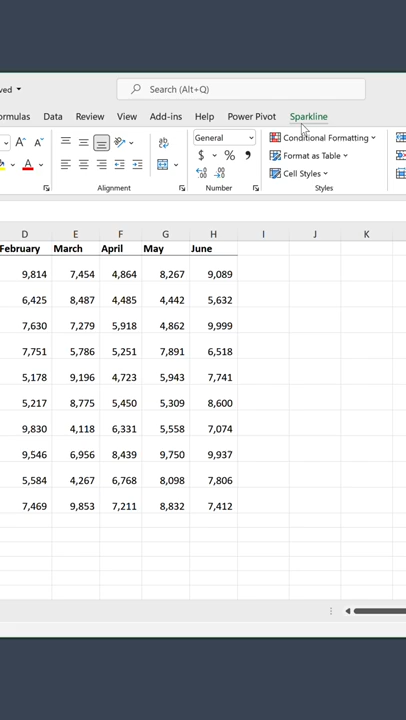 ved
Search (Alt+Q)
ormulas Data Review View Add-ins Help Power Pivot Sparkline
A A ab General Conditional Formatting
A $ % , Format as Table
Cell Styles
Alignment Number Styles
D E F G H I J K
February March April May June
9,814 7,454 4,864 8,267 9,089
6,425 8,487 4,485 4,442 5,632
7,630 7,279 5,918 4,862 9,999
7,751 5,786 5,251 7,891 6,518
5,178 9,196 4,723 5,943 7,741
5,217 8,775 5,450 5,309 8,600
9,830 4,118 6,331 5,558 7,074
9,546 6,956 8,439 9,750 9,937
5,584 4,267 6,768 8,098 7,806
7,469 9,853 7,211 8,832 7,412